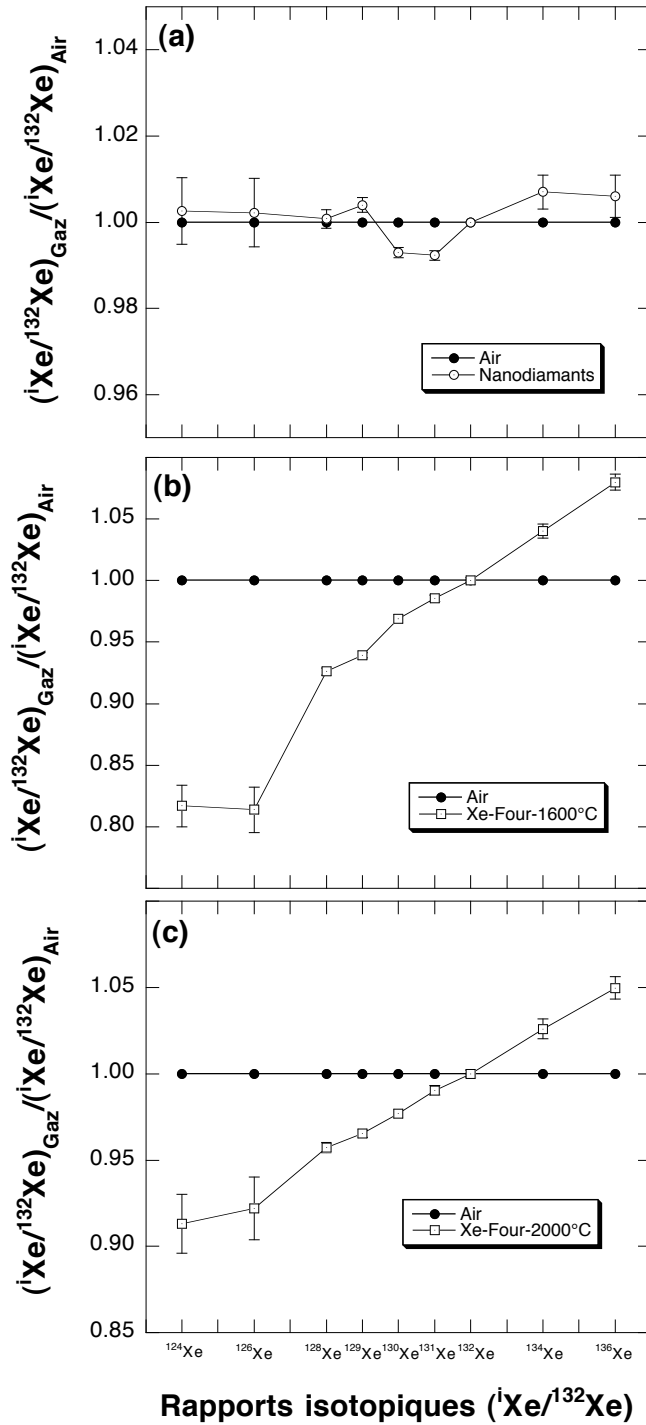 (a)
(ⁱXe/¹³²Xe)Gaz/(ⁱXe/¹³²Xe)Air
1.04
1.02
1.00
0.98
0.96
Air
Nanodiamants
(b)
(ⁱXe/¹³²Xe)Gaz/(ⁱXe/¹³²Xe)Air
1.05
1.00
0.95
0.90
0.85
0.80
Air
Xe-Four-1600°C
(c)
(ⁱXe/¹³²Xe)Gaz/(ⁱXe/¹³²Xe)Air
1.05
1.00
0.95
0.90
0.85
Air
Xe-Four-2000°C
¹²⁴Xe ¹²⁶Xe ¹²⁸Xe ¹²⁹Xe ¹³⁰Xe ¹³¹Xe ¹³²Xe ¹³⁴Xe ¹³⁶Xe
Rapports isotopiques (ⁱXe/¹³²Xe)